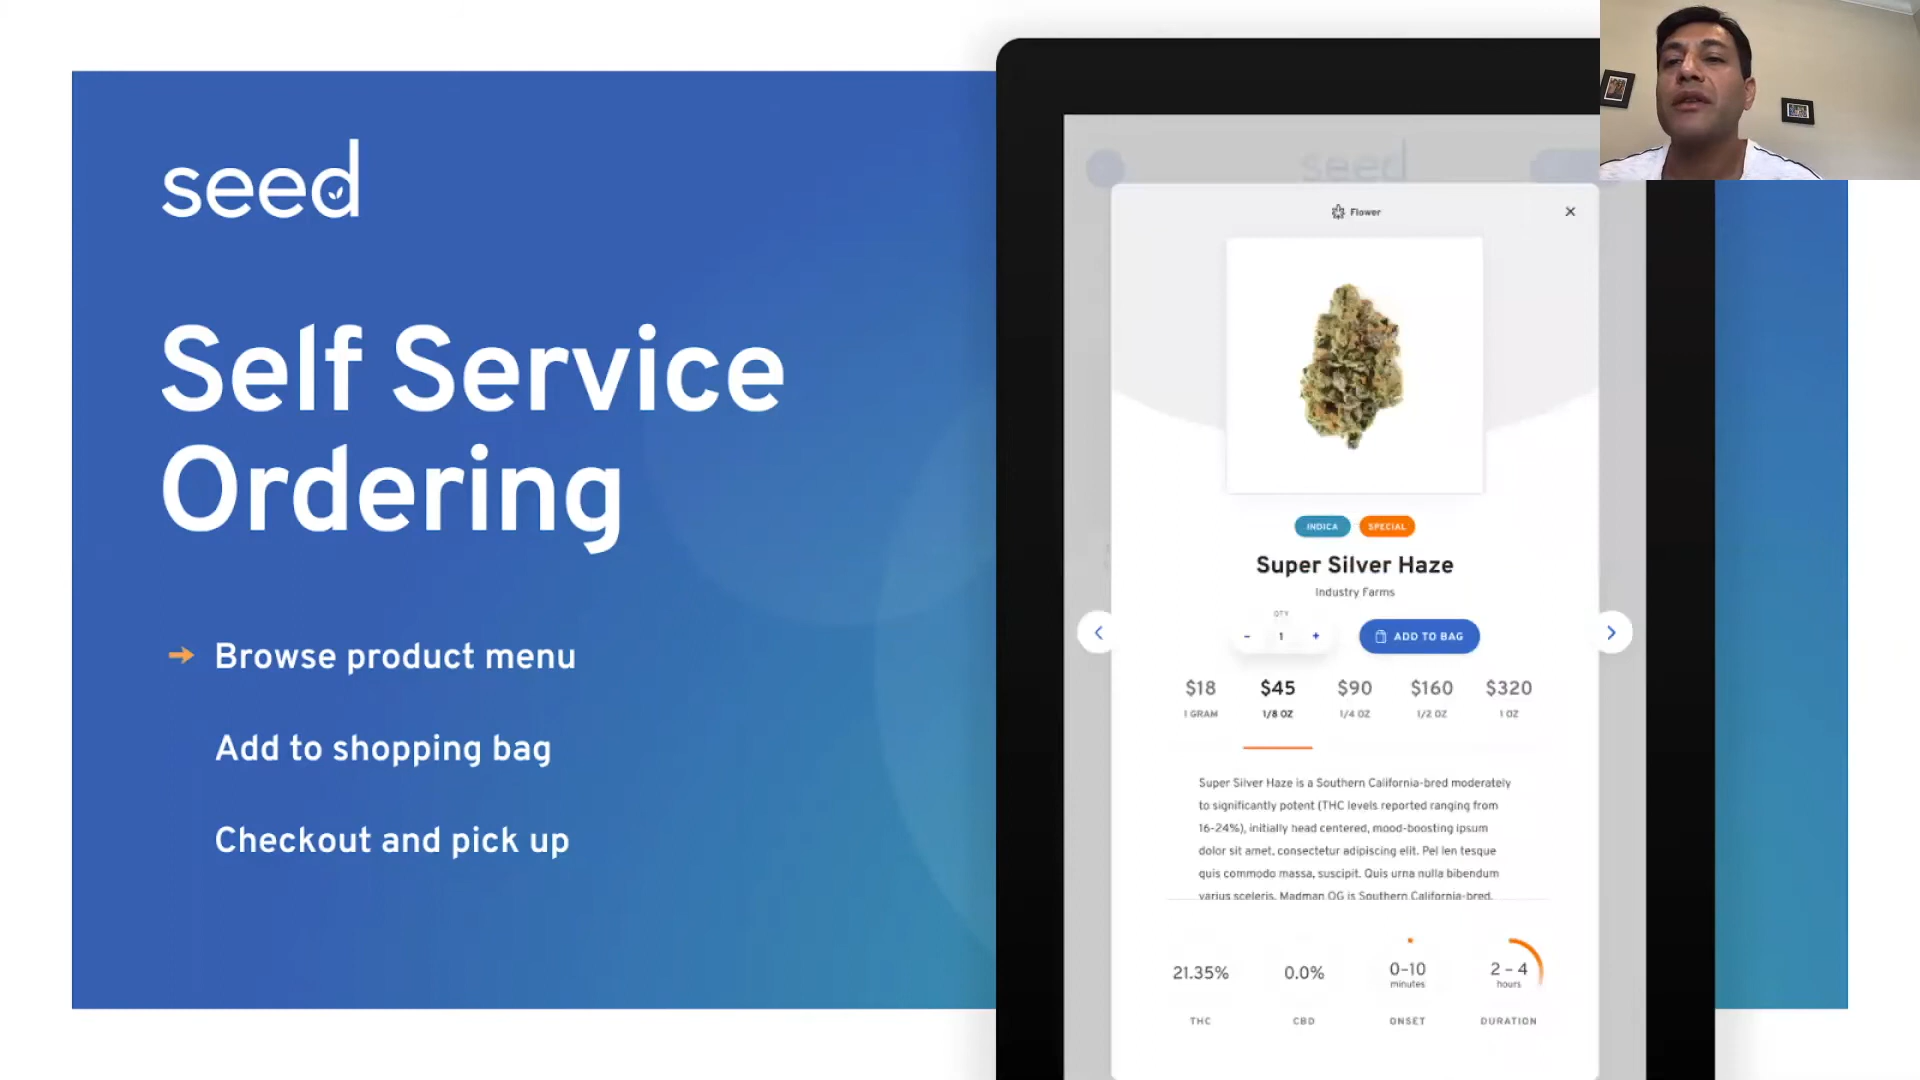 seed
Self Service
Ordering
Browse product menu
Add to shopping bag
Checkout and pick up
seed
Flower
INDICA
SPECIAL
Super Silver Haze
Industry Farms
QTY
- 1 +
ADD TO BAG
$18 $45 $90 $160 $320
1 GRAM 1/8 OZ 1/4 OZ 1/2 OZ 1 OZ
Super Silver Haze is a Southern California-bred moderately
to significantly potent (THC levels reported ranging from
16-24%), initially head centered, mood-boosting ipsum
dolor sit amet, consectetur adipiscing elit. Pel len tesque
quis commodo massa, suscipit. Quis urna nulla bibendum
varius sceleris. Madman OG is Southern California-bred,
21.35% 0.0% 0-10 2 - 4
minutes hours
THC CBD ONSET DURATION